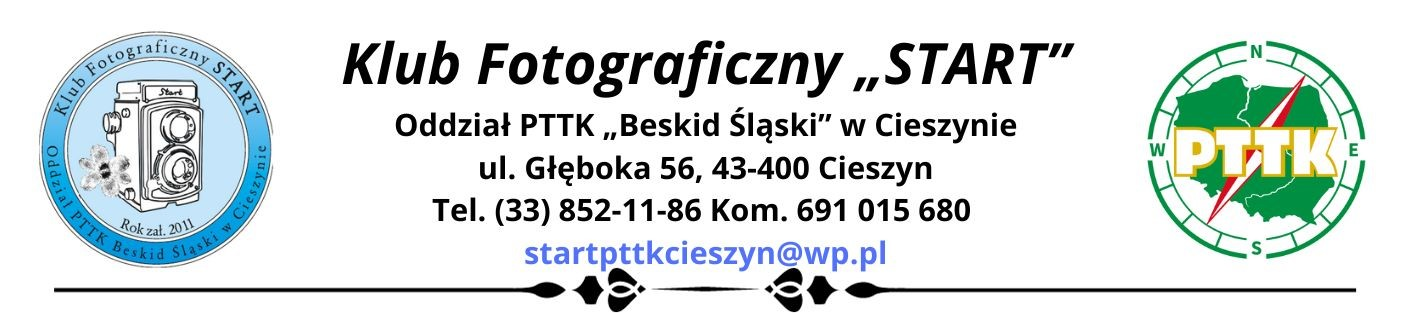 Klub Fotograficzny START
Start
Rok zał. 2011
Oddział PTTK Beskid Śląski w Cieszynie
Klub Fotograficzny „START”
Oddział PTTK „Beskid Śląski” w Cieszynie
ul. Głęboka 56, 43-400 Cieszyn
Tel. (33) 852-11-86 Kom. 691 015 680
startpttkcieszyn@wp.pl
N
W PTTK E
S